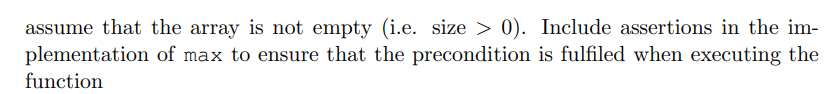 assume that the array is not empty (i.e. size > 0). Include assertions in the im-
plementation of max to ensure that the precondition is fulfiled when executing the
function